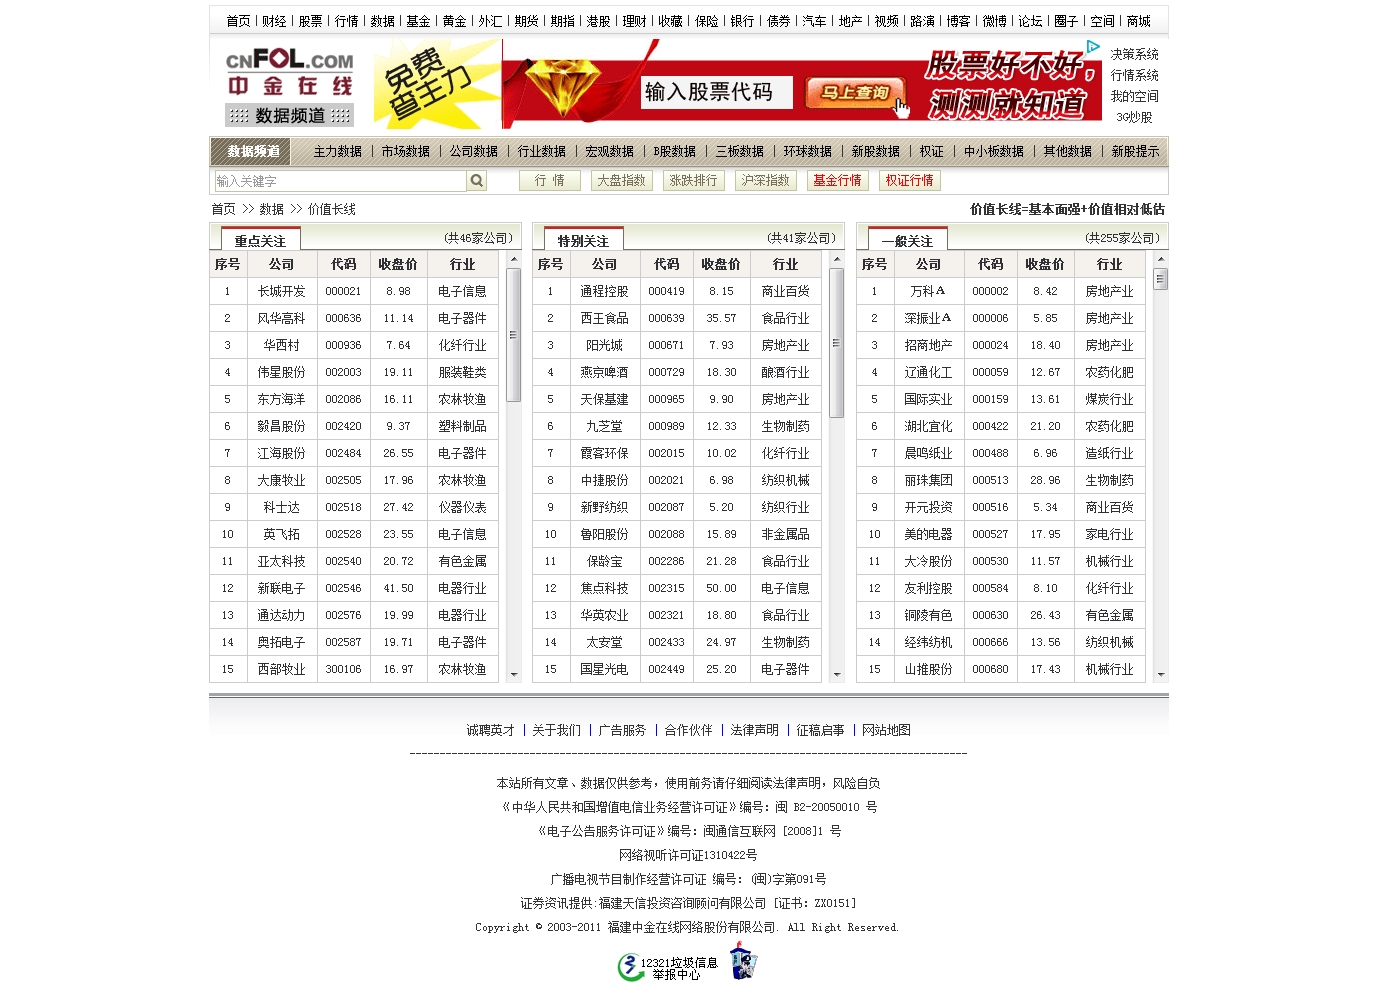 首页 | 财经 | 股票 | 行情 | 数据 | 基金 | 黄金 | 外汇 | 期货 | 期指 | 港股 | 理财 | 收藏 | 保险 | 银行 | 债券 | 汽车 | 地产 | 视频 | 路演 | 博客 | 微博 | 论坛 | 圈子 | 空间 | 商城
CNFOL.COM
中金在线
数据频道
免费
查主力
输入股票代码
马上查询
股票好不好,
测测就知道
决策系统
行情系统
我的空间
3G炒股
数据频道 主力数据 | 市场数据 | 公司数据 | 行业数据 | 宏观数据 | B股数据 | 三板数据 | 环球数据 | 新股数据 | 权证 | 中小板数据 | 其他数据 | 新股提示
输入关键字 行 情 大盘指数 涨跌排行 沪深指数 基金行情 权证行情
首页 >> 数据 >> 价值长线 价值长线=基本面强+价值相对低估
重点关注 (共46家公司)
序号 公司 代码 收盘价 行业
1 长城开发 000021 8.98 电子信息
2 风华高科 000636 11.14 电子器件
3 华西村 000936 7.64 化纤行业
4 伟星股份 002003 19.11 服装鞋类
5 东方海洋 002086 16.11 农林牧渔
6 毅昌股份 002420 9.37 塑料制品
7 江海股份 002484 26.55 电子器件
8 大康牧业 002505 17.96 农林牧渔
9 科士达 002518 27.42 仪器仪表
10 英飞拓 002528 23.55 电子信息
11 亚太科技 002540 20.72 有色金属
12 新联电子 002546 41.50 电器行业
13 通达动力 002576 19.99 电器行业
14 奥拓电子 002587 19.71 电子器件
15 西部牧业 300106 16.97 农林牧渔
特别关注 (共41家公司)
序号 公司 代码 收盘价 行业
1 通程控股 000419 8.15 商业百货
2 西王食品 000639 35.57 食品行业
3 阳光城 000671 7.93 房地产业
4 燕京啤酒 000729 18.30 酿酒行业
5 天保基建 000965 9.90 房地产业
6 九芝堂 000989 12.33 生物制药
7 霞客环保 002015 10.02 化纤行业
8 中捷股份 002021 6.98 纺织机械
9 新野纺织 002087 5.20 纺织行业
10 鲁阳股份 002088 15.89 非金属品
11 保龄宝 002286 21.28 食品行业
12 焦点科技 002315 50.00 电子信息
13 华英农业 002321 18.80 食品行业
14 太安堂 002433 24.97 生物制药
15 国星光电 002449 25.20 电子器件
一般关注 (共255家公司)
序号 公司 代码 收盘价 行业
1 万科A 000002 8.42 房地产业
2 深振业A 000006 5.85 房地产业
3 招商地产 000024 18.40 房地产业
4 辽通化工 000059 12.67 农药化肥
5 国际实业 000159 13.61 煤炭行业
6 湖北宜化 000422 21.20 农药化肥
7 晨鸣纸业 000488 6.96 造纸行业
8 丽珠集团 000513 28.96 生物制药
9 开元投资 000516 5.34 商业百货
10 美的电器 000527 17.95 家电行业
11 大冷股份 000530 11.57 机械行业
12 友利控股 000584 8.10 化纤行业
13 铜陵有色 000630 26.43 有色金属
14 经纬纺机 000666 13.56 纺织机械
15 山推股份 000680 17.43 机械行业
诚聘英才 | 关于我们 | 广告服务 | 合作伙伴 | 法律声明 | 征稿启事 | 网站地图
本站所有文章、数据仅供参考，使用前务请仔细阅读法律声明，风险自负
《中华人民共和国增值电信业务经营许可证》编号：闽 B2-20050010 号
《电子公告服务许可证》编号：闽通信互联网 [2008]1 号
网络视听许可证1310422号
广播电视节目制作经营许可证 编号：(闽)字第091号
证券资讯提供:福建天信投资咨询顾问有限公司 [证书：ZX0151]
Copyright © 2003-2011 福建中金在线网络股份有限公司. All Right Reserved.
12321垃圾信息
举报中心